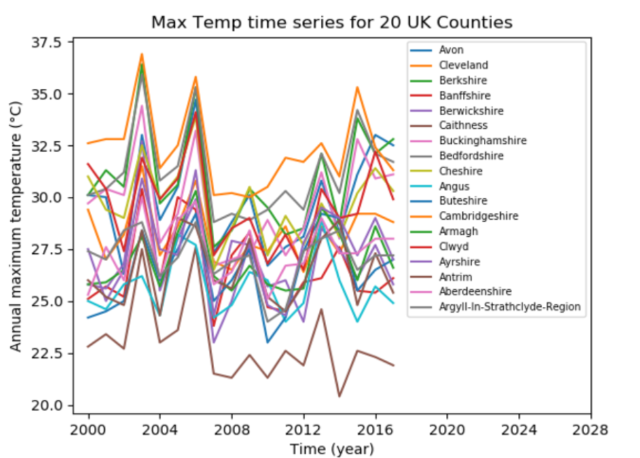 Max Temp time series for 20 UK Counties
Annual maximum temperature (°C)
37.5
35.0
32.5
30.0
27.5
25.0
22.5
20.0
Avon
Cleveland
Berkshire
Banffshire
Berwickshire
Caithness
Buckinghamshire
Bedfordshire
Cheshire
Angus
Buteshire
Cambridgeshire
Armagh
Clwyd
Ayrshire
Antrim
Aberdeenshire
Argyll-In-Strathclyde-Region
2000 2004 2008 2012 2016 2020 2024 2028
Time (year)